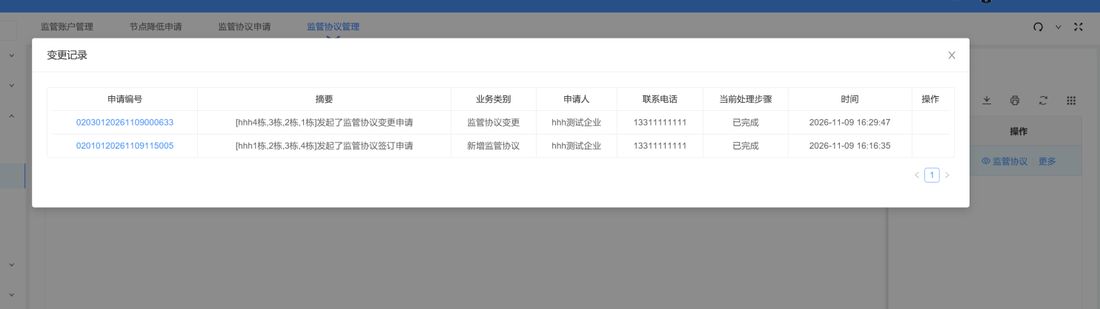 监管账户管理 节点降低申请 监管协议申请 监管协议管理
变更记录
申请编号 摘要 业务类别 申请人 联系电话 当前处理步骤 时间 操作
02030120261109000633 [hhh4栋,3栋,2栋,1栋]发起了监管协议变更申请 监管协议变更 hhh测试企业 13311111111 已完成 2026-11-09 16:29:47
02010120261109115005 [hhh1栋,2栋,3栋,4栋]发起了监管协议签订申请 新增监管协议 hhh测试企业 13311111111 已完成 2026-11-09 16:16:35
1
操作
监管协议 更多